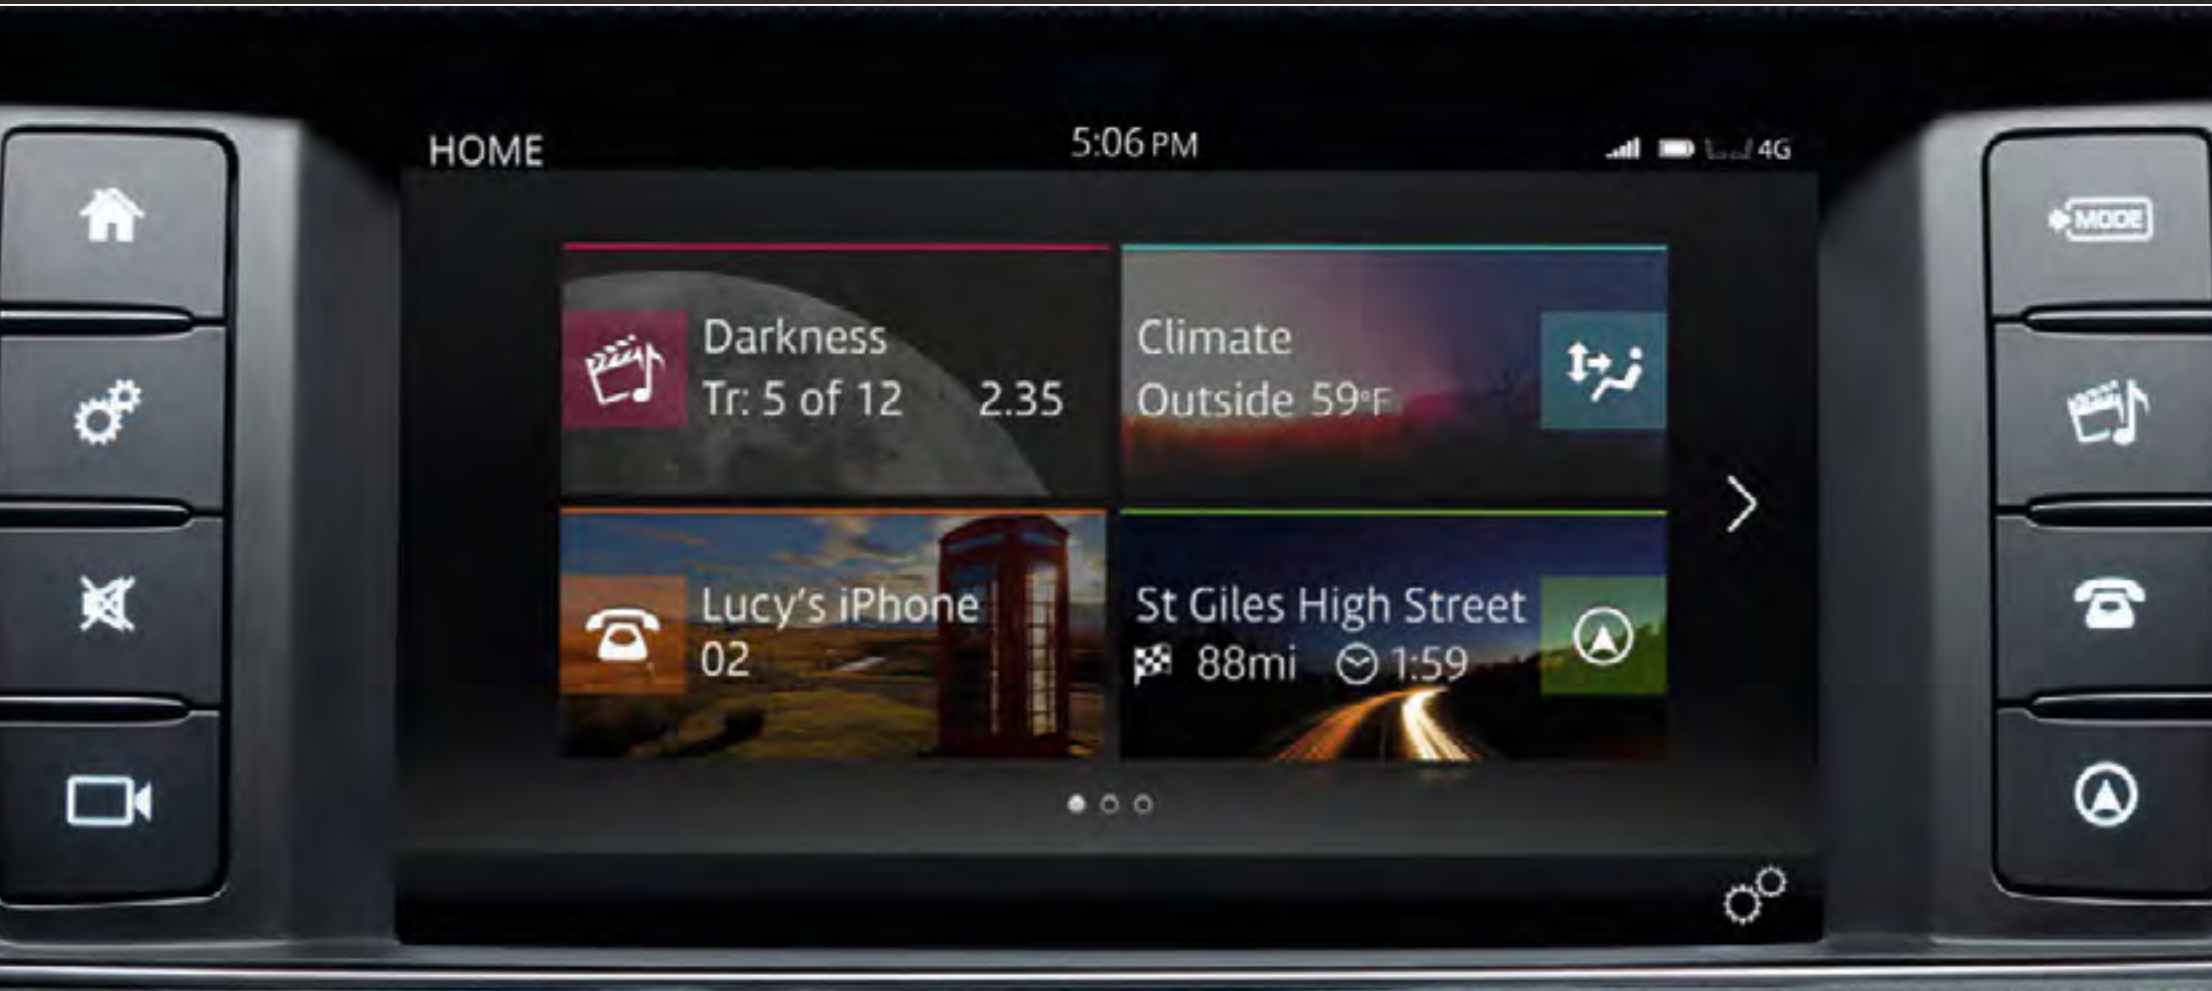 HOME
5:06 PM
4G
MODE
Darkness
Tr: 5 of 12 2.35
Climate
Outside 59°F
Lucy's iPhone
02
St Giles High Street
88mi 1:59